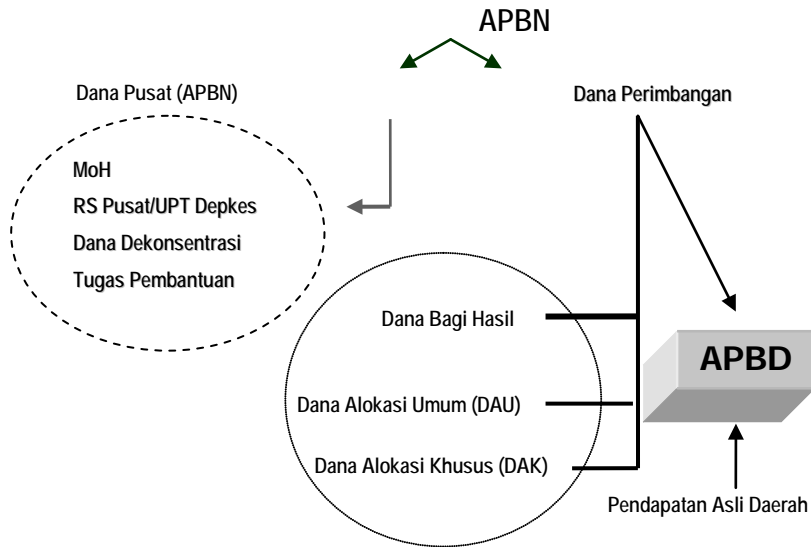 APBN
Dana Pusat (APBN)
Dana Perimbangan
MoH
RS Pusat/UPT Depkes
Dana Dekonsentrasi
Tugas Pembantuan
Dana Bagi Hasil
APBD
Dana Alokasi Umum (DAU)
Dana Alokasi Khusus (DAK)
Pendapatan Asli Daerah